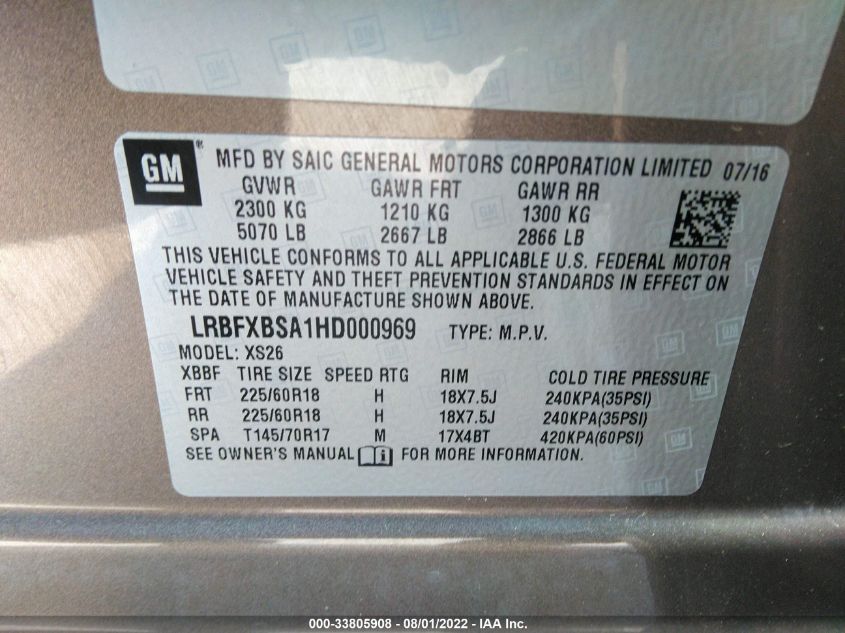 GM
MFD BY SAIC GENERAL MOTORS CORPORATION LIMITED 07/16
GVWR GAWR FRT GAWR RR
2300 KG 1210 KG 1300 KG
5070 LB 2667 LB 2866 LB
THIS VEHICLE CONFORMS TO ALL APPLICABLE U.S. FEDERAL MOTOR
VEHICLE SAFETY AND THEFT PREVENTION STANDARDS IN EFFECT ON
THE DATE OF MANUFACTURE SHOWN ABOVE.
LRBFXBSA1HD000969 TYPE: M.P.V.
MODEL: XS26
XBBF TIRE SIZE SPEED RTG RIM COLD TIRE PRESSURE
FRT 225/60R18 H 18X7.5J 240KPA(35PSI)
RR 225/60R18 H 18X7.5J 240KPA(35PSI)
SPA T145/70R17 M 17X4BT 420KPA(60PSI)
SEE OWNER'S MANUAL FOR MORE INFORMATION.
000-33805908 - 08/01/2022 - IAA Inc.